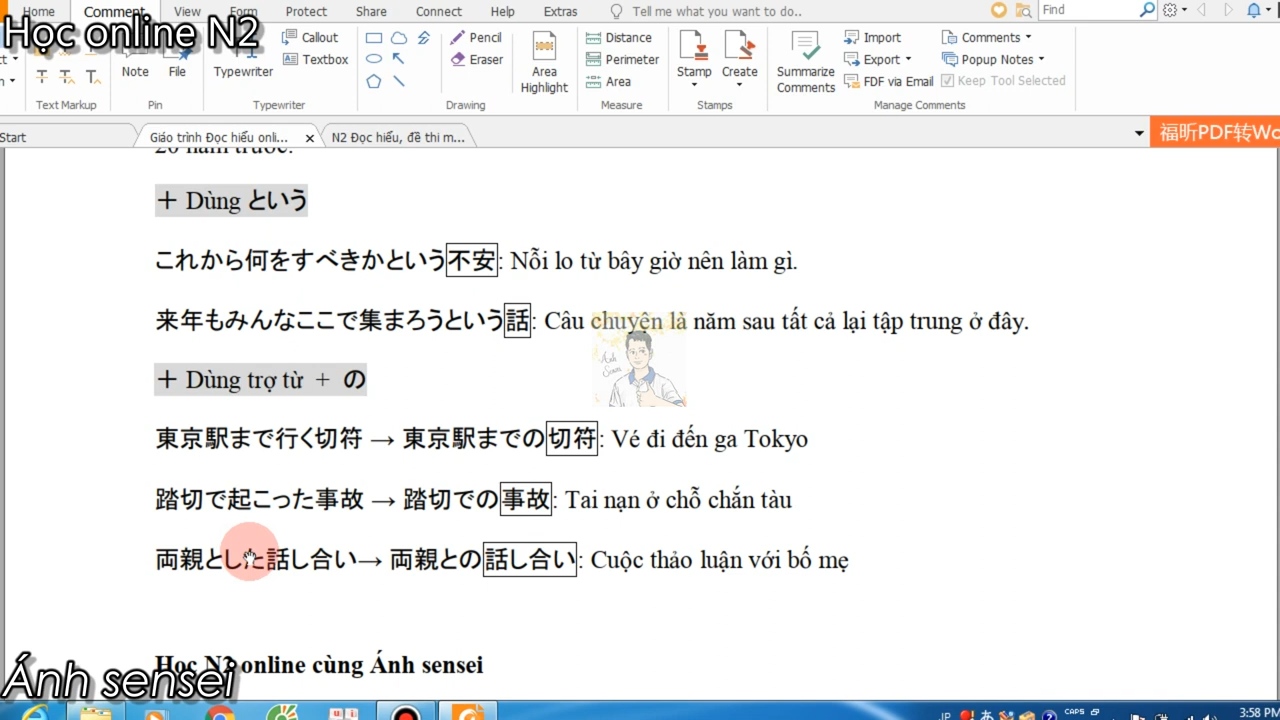 Home Comment View Form Protect Share Connect Help Extras Tell me what you want to do.. Find
Học online N2
Callout
Textbox
Note
File
Typewriter
Pencil
Eraser
Area Highlight
Distance
Perimeter
Area
Stamp
Create
Summarize Comments
Import
Export
FDF via Email
Comments
Popup Notes
Keep Tool Selected
Text Markup Pin Typewriter Drawing Measure Stamps Manage Comments
Start Giáo trình Đọc hiểu onli... x N2 Đọc hiểu, đề thi m... 福昕PDF转Wo
20 năm trước.
＋ Dùng という
これから何をすべきかという不安: Nỗi lo từ bây giờ nên làm gì.
来年もみんなここで集まろうという話: Câu chuyện là năm sau tất cả lại tập trung ở đây.
Ánh
Sensei
＋ Dùng trợ từ + の
東京駅まで行く切符 → 東京駅までの切符: Vé đi đến ga Tokyo
踏切で起こった事故 → 踏切での事故: Tai nạn ở chỗ chắn tàu
両親とした話し合い→ 両親との話し合い: Cuộc thảo luận với bố mẹ
Học N2 online cùng Ánh sensei
Ánh sensei
JP あ CAPS 3:58 PM